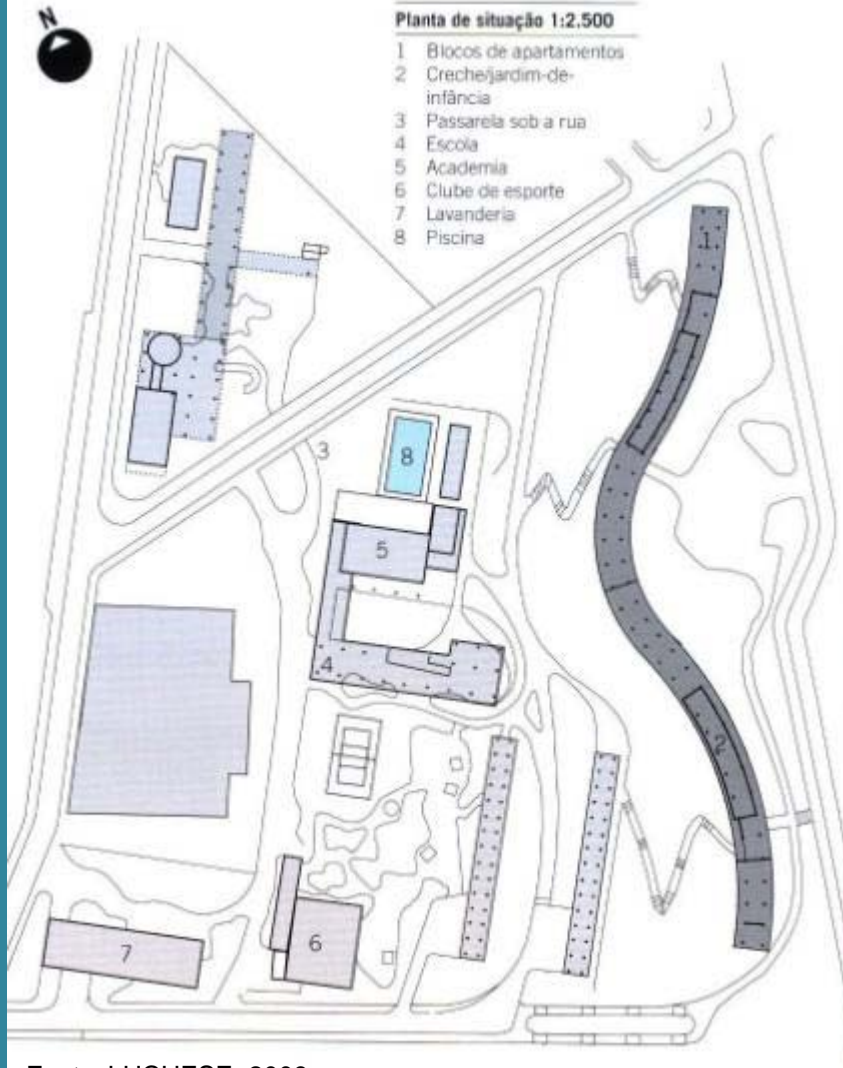 N
Planta de situação 1:2.500
1 Blocos de apartamentos
2 Creche/jardim-de-
infância
3 Passarela sob a rua
4 Escola
5 Academia
6 Clube de esporte
7 Lavanderia
8 Piscina
1
3
8
5
4
2
6
7